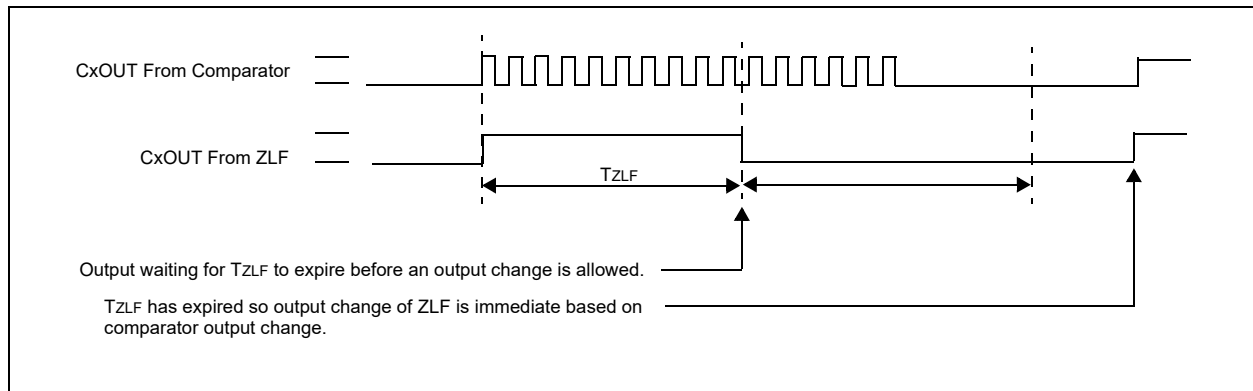 CxOUT From Comparator
CxOUT From ZLF
TZLF
Output waiting for TZLF to expire before an output change is allowed.
TZLF has expired so output change of ZLF is immediate based on
comparator output change.